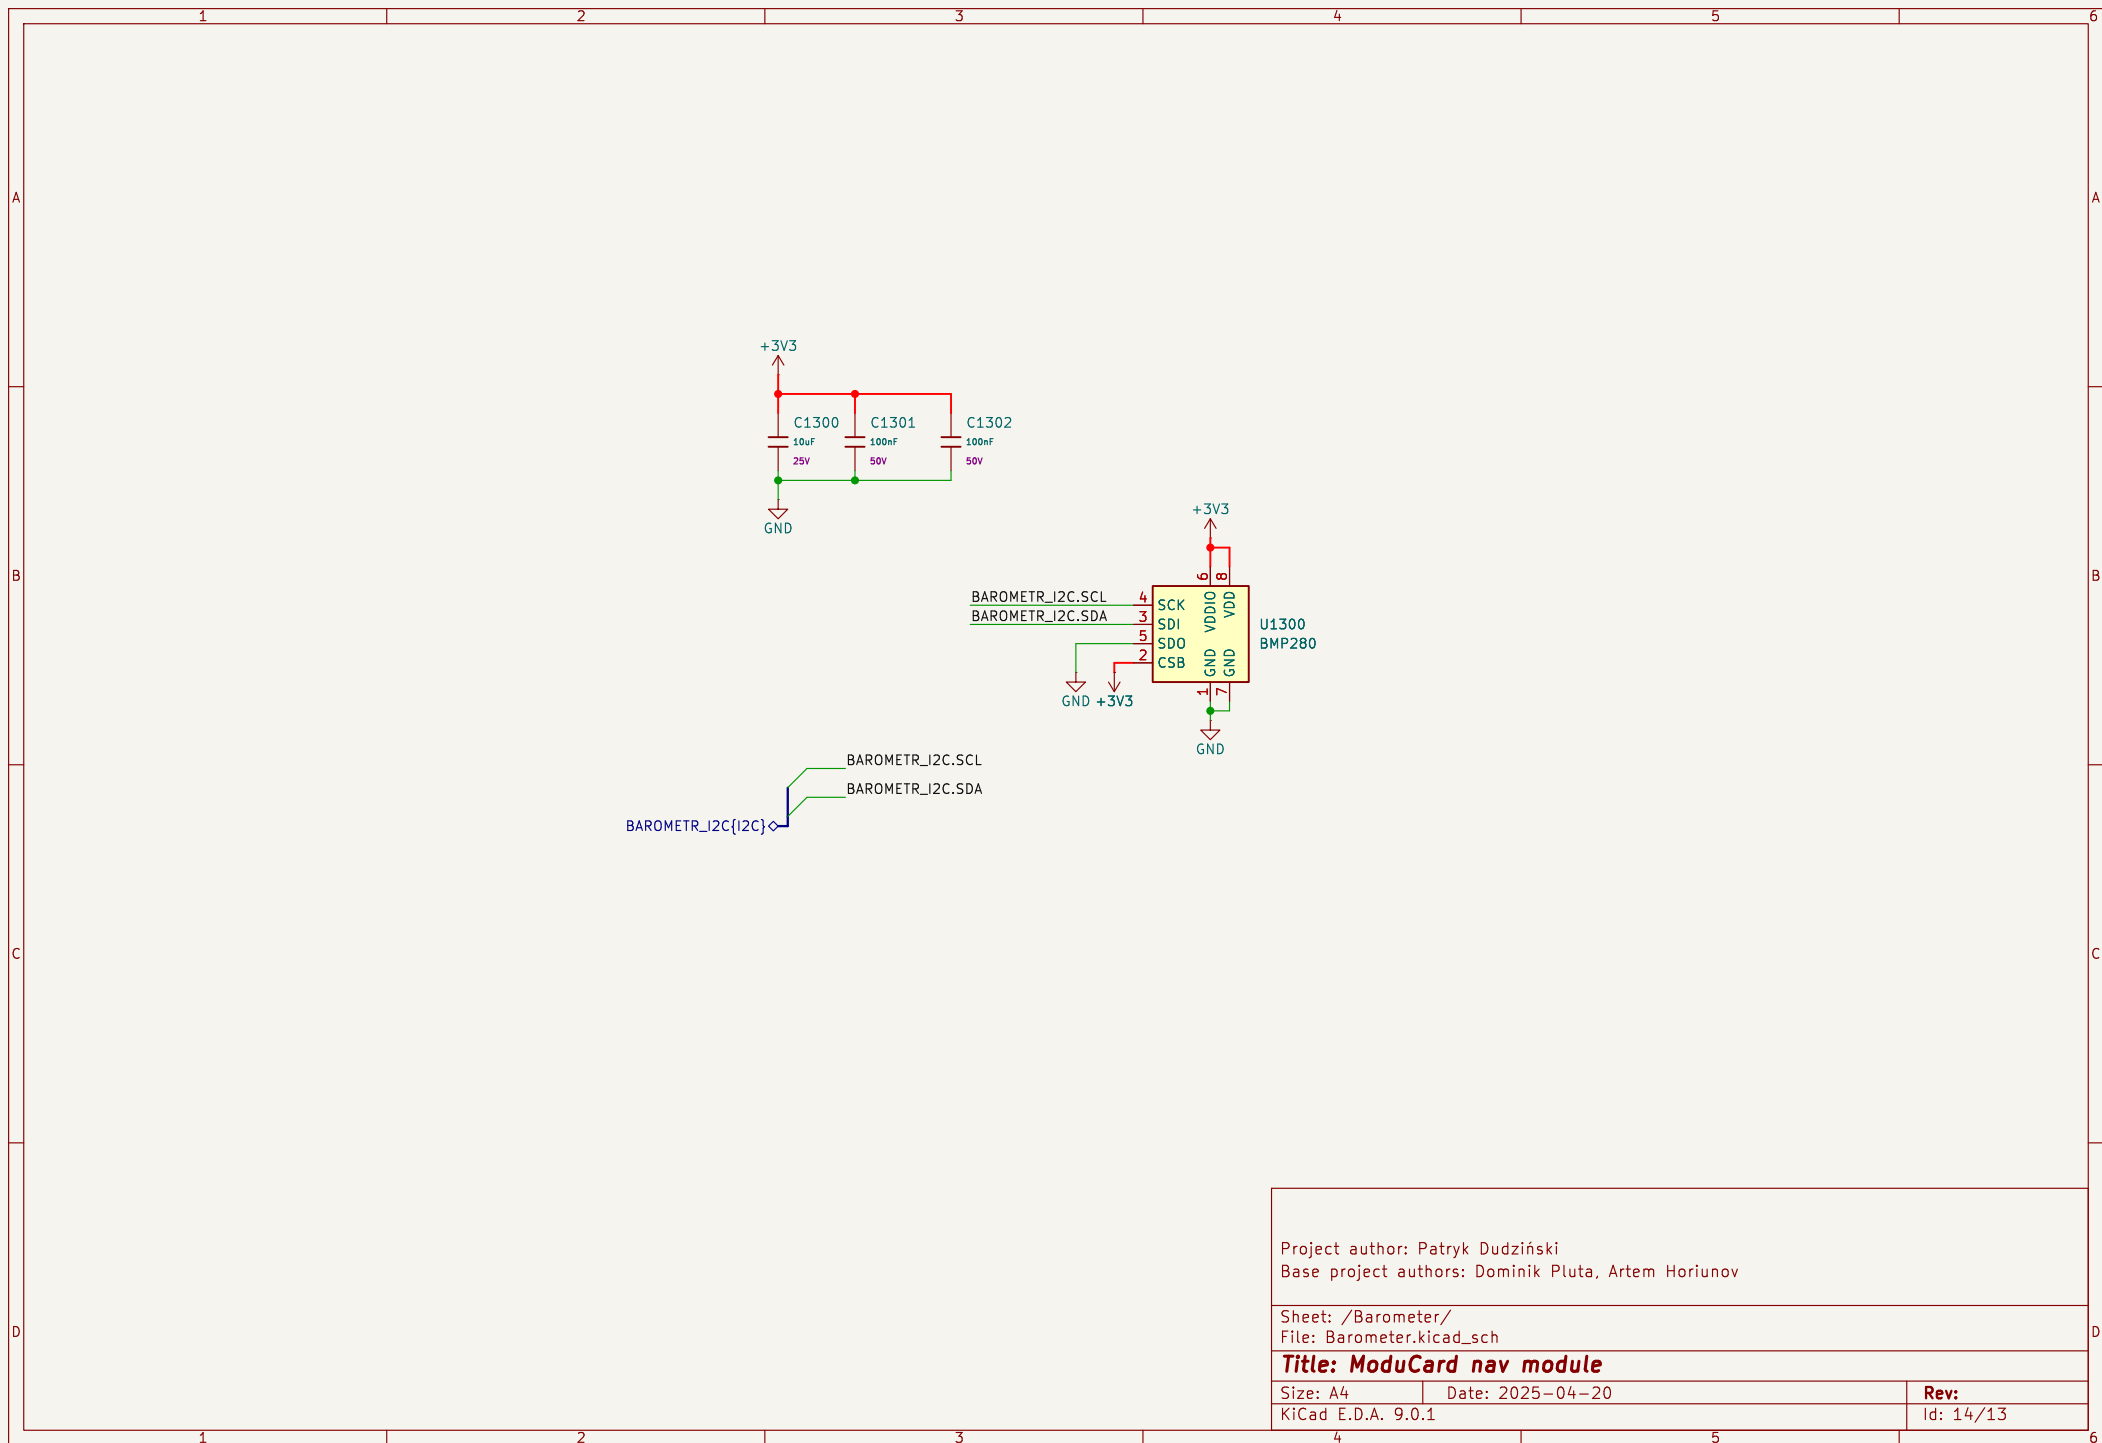 1 2 3 4 5 6
A A
+3V3
C1300 C1301 C1302
10uF 100nF 100nF
25V 50V 50V
GND
+3V3
B B
6 8
BAROMETR_I2C.SCL 4 SCK VDDIO VDD
BAROMETR_I2C.SDA 3 SDI U1300
5 SDO BMP280
2 CSB GND GND
1 7
GND +3V3
GND
BAROMETR_I2C.SCL
BAROMETR_I2C.SDA
BAROMETR_I2C{I2C}
C C
Project author: Patryk Dudziński
Base project authors: Dominik Pluta, Artem Horiunov
Sheet: /Barometer/
File: Barometer.kicad_sch
D D
Title: ModuCard nav module
Size: A4 Date: 2025-04-20 Rev:
KiCad E.D.A. 9.0.1 Id: 14/13
1 2 3 4 5 6